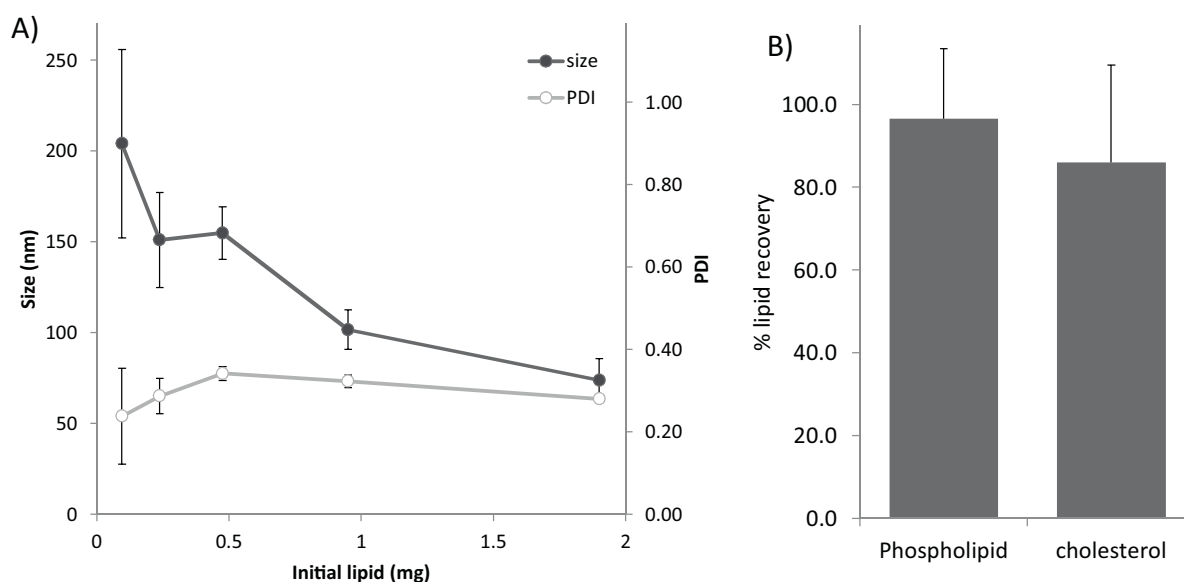 A)
250
200
150
100
50
0
Size (nm)
0
0.5
1
1.5
2
Initial lipid (mg)
size
PDI
1.00
0.80
0.60
0.40
0.20
0.00
PDI
B)
100.0
80.0
60.0
40.0
20.0
0.0
% lipid recovery
Phospholipid
cholesterol